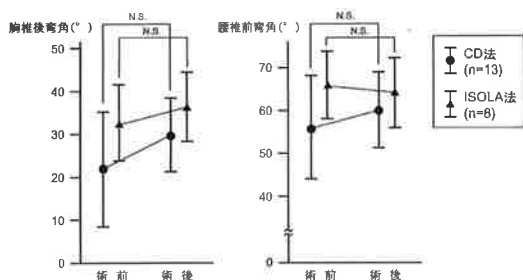 胸椎後弯角(°)
N.S.
N.S.
50
40
30
20
10
0
術 前
術 後
腰椎前弯角(°)
N.S.
N.S.
70
60
50
40
0
術 前
術 後
CD法
(n=13)
ISOLA法
(n=6)